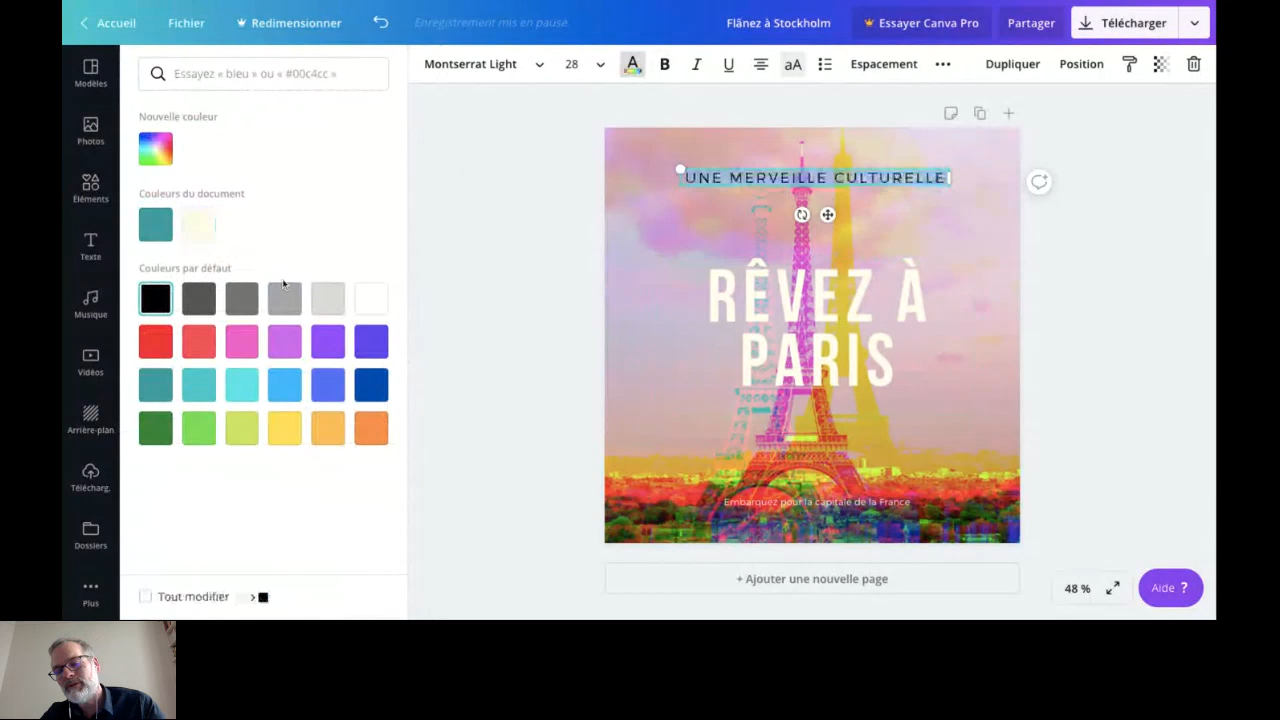 Accueil
Fichier
Redimensionner
Enregistrement mis en pause
Flânez à Stockholm
Essayer Canva Pro
Partager
Télécharger
Modèles
Photos
Éléments
Texte
Musique
Vidéos
Arrière-plan
Télécharg.
Dossiers
Plus
Essayez « bleu » ou « #00c4cc »
Nouvelle couleur
Couleurs du document
Couleurs par défaut
Tout modifier
Montserrat Light
28
A
B
I
U
aA
Espacement
Dupliquer
Position
UNE MERVEILLE CULTURELLE
RÊVEZ À
PARIS
Embarquez pour la capitale de la France
+ Ajouter une nouvelle page
48 %
Aide ?